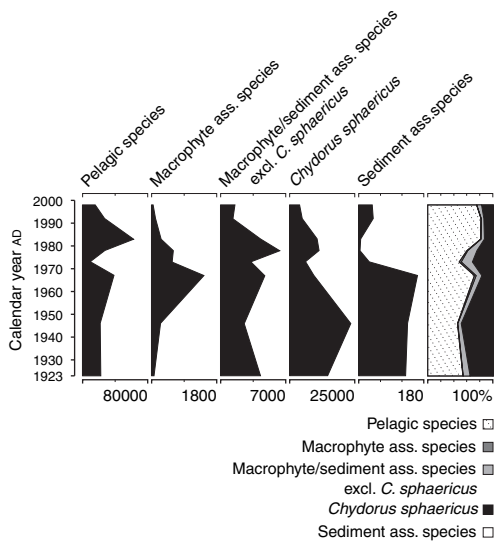 Pelagic species
Macrophyte ass. species
Macrophyte/sediment ass. species
excl. C. sphaericus
Chydorus sphaericus
Sediment ass.species
Calendar year AD
2000
1990
1980
1970
1960
1950
1940
1930
1923
80000 1800 7000 25000 180 100%
Pelagic species
Macrophyte ass. species
Macrophyte/sediment ass. species
excl. C. sphaericus
Chydorus sphaericus
Sediment ass. species